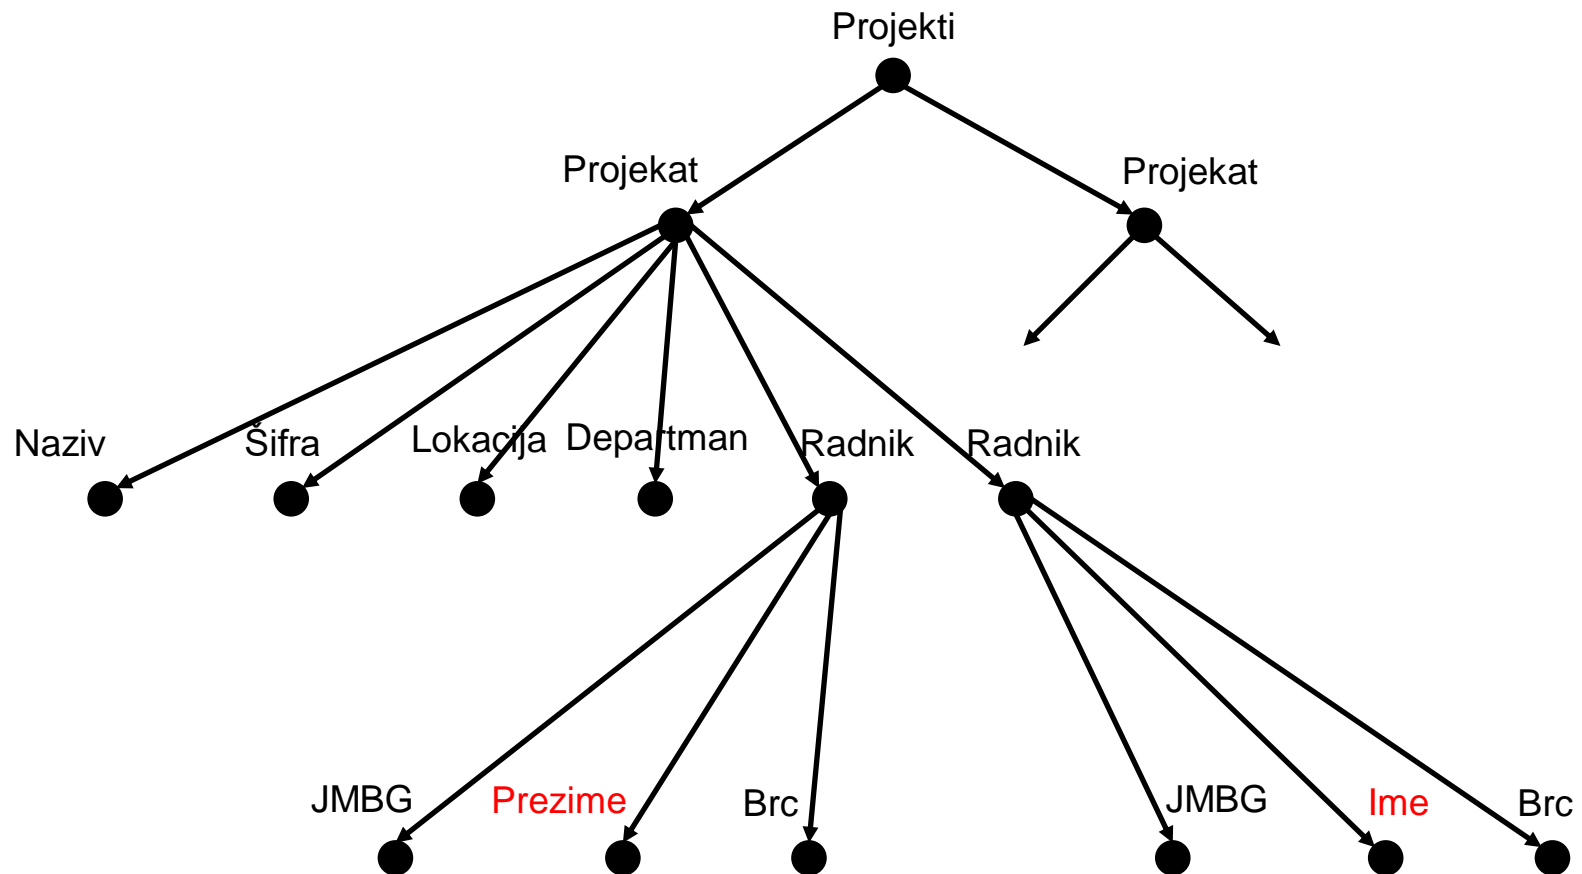 Projekti
Projekat
Projekat
Naziv
Šifra
Lokacija
Departman
Radnik
Radnik
JMBG
Prezime
Brc
JMBG
Ime
Brc